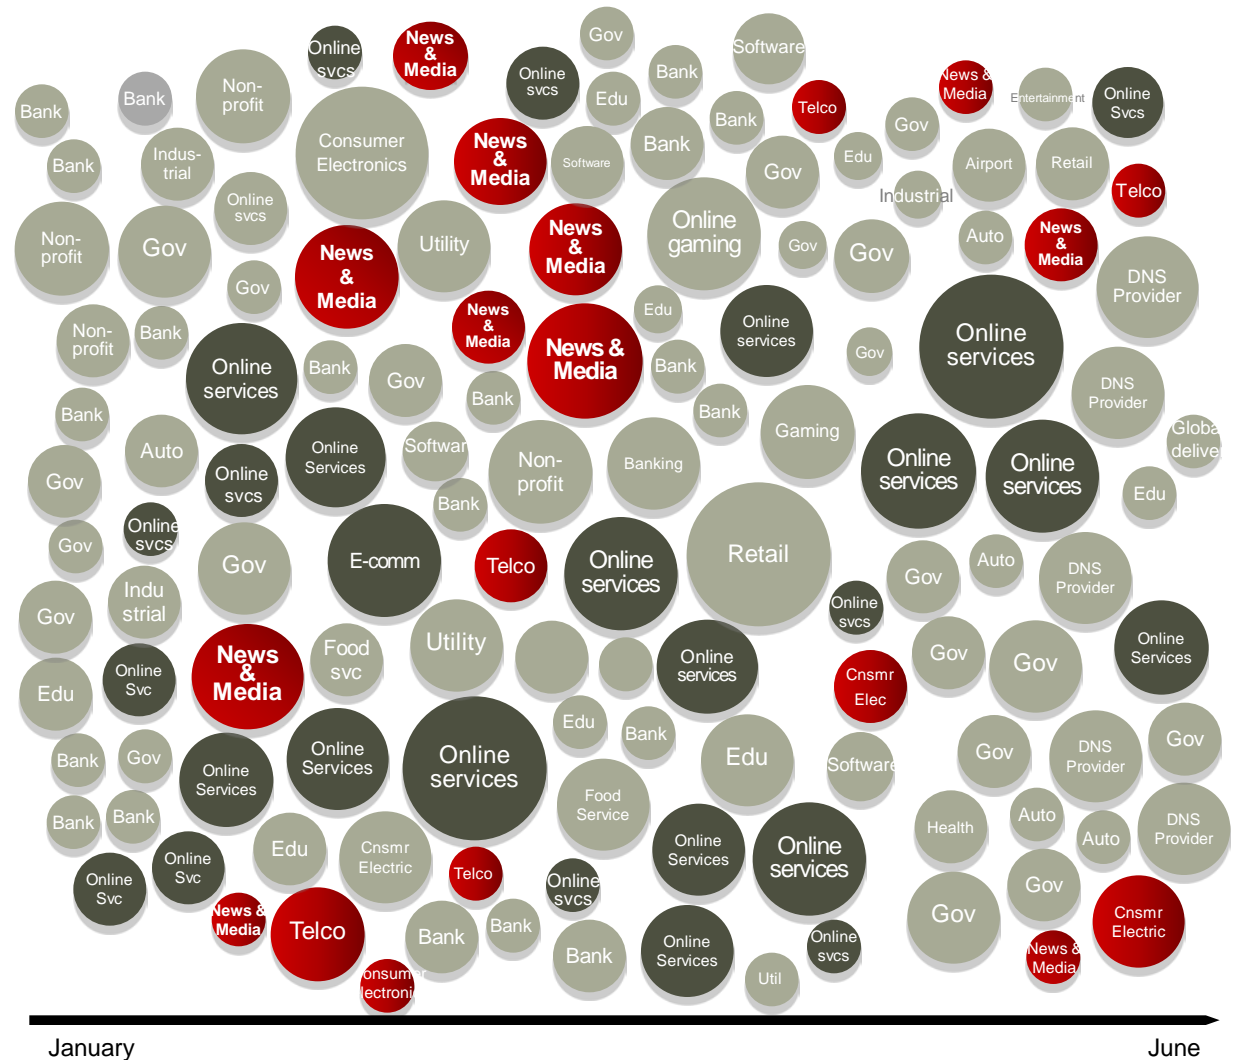 Gov
Online
svcs
News
&
Media
Software
Online
svcs
Bank
Non-
profit
News &
Media
Entertainment
Online
Svcs
Bank
Bank
Edu
Telco
Bank
Gov
Consumer
Electronics
News
&
Media
Software
Bank
Edu
Bank
Indus-
trial
Gov
Airport
Retail
Online
svcs
Industrial
Telco
Non-
profit
Gov
Utility
News
&
Media
Online
gaming
Gov
Gov
Auto
News
&
Media
Gov
News
&
Media
DNS
Provider
Non-
profit
Bank
News
&
Media
Edu
Online
services
Online
services
News &
Media
Gov
Online
services
Bank
Gov
Bank
Bank
DNS
Provider
Bank
Bank
Auto
Online
Services
Software
Gaming
Global
deliver
Gov
Online
svcs
Non-
profit
Banking
Online
services
Online
services
Edu
Bank
Online
svcs
Gov
Gov
E-comm
Telco
Online
services
Retail
Gov
Auto
DNS
Provider
Gov
Indu
strial
Online
svcs
News
&
Media
Food
svc
Utility
Online
services
Gov
Gov
Online
Services
Edu
Online
Svc
Cnsmr
Elec
Bank
Gov
Online
Services
Online
Services
Online
services
Edu
Bank
Edu
Software
Gov
DNS
Provider
Gov
Bank
Bank
Food
Service
Health
Auto
Auto
DNS
Provider
Online
Svc
Online
Svc
Edu
Cnsmr
Electric
Telco
Online
svcs
Online
Services
Online
services
Gov
News &
Media
Telco
Bank
Bank
Bank
Online
Services
Online
svcs
Gov
Cnsmr
Electric
onsumer
lectronic
Util
News &
Media
January
June